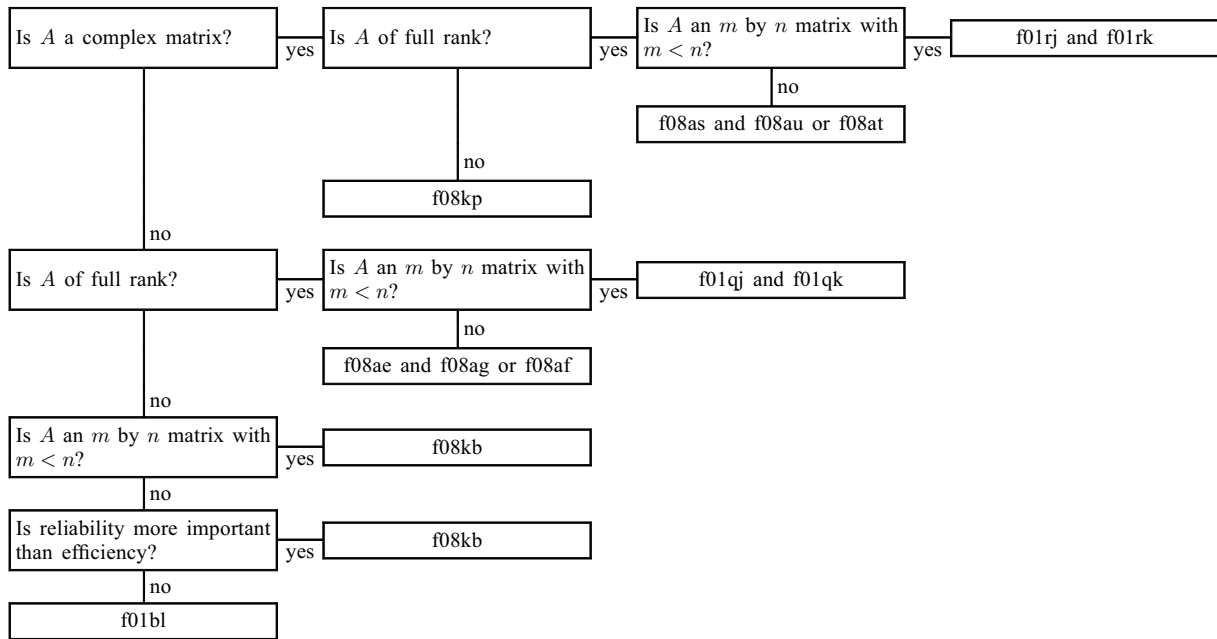 Is A a complex matrix?
yes
Is A of full rank?
yes
Is A an m by n matrix with
m < n?
yes
f01rj and f01rk
no
f08as and f08au or f08at
no
f08kp
no
Is A of full rank?
yes
Is A an m by n matrix with
m < n?
yes
f01qj and f01qk
no
f08ae and f08ag or f08af
no
Is A an m by n matrix with
m < n?
yes
f08kb
no
Is reliability more important
than efficiency?
yes
f08kb
no
f01bl